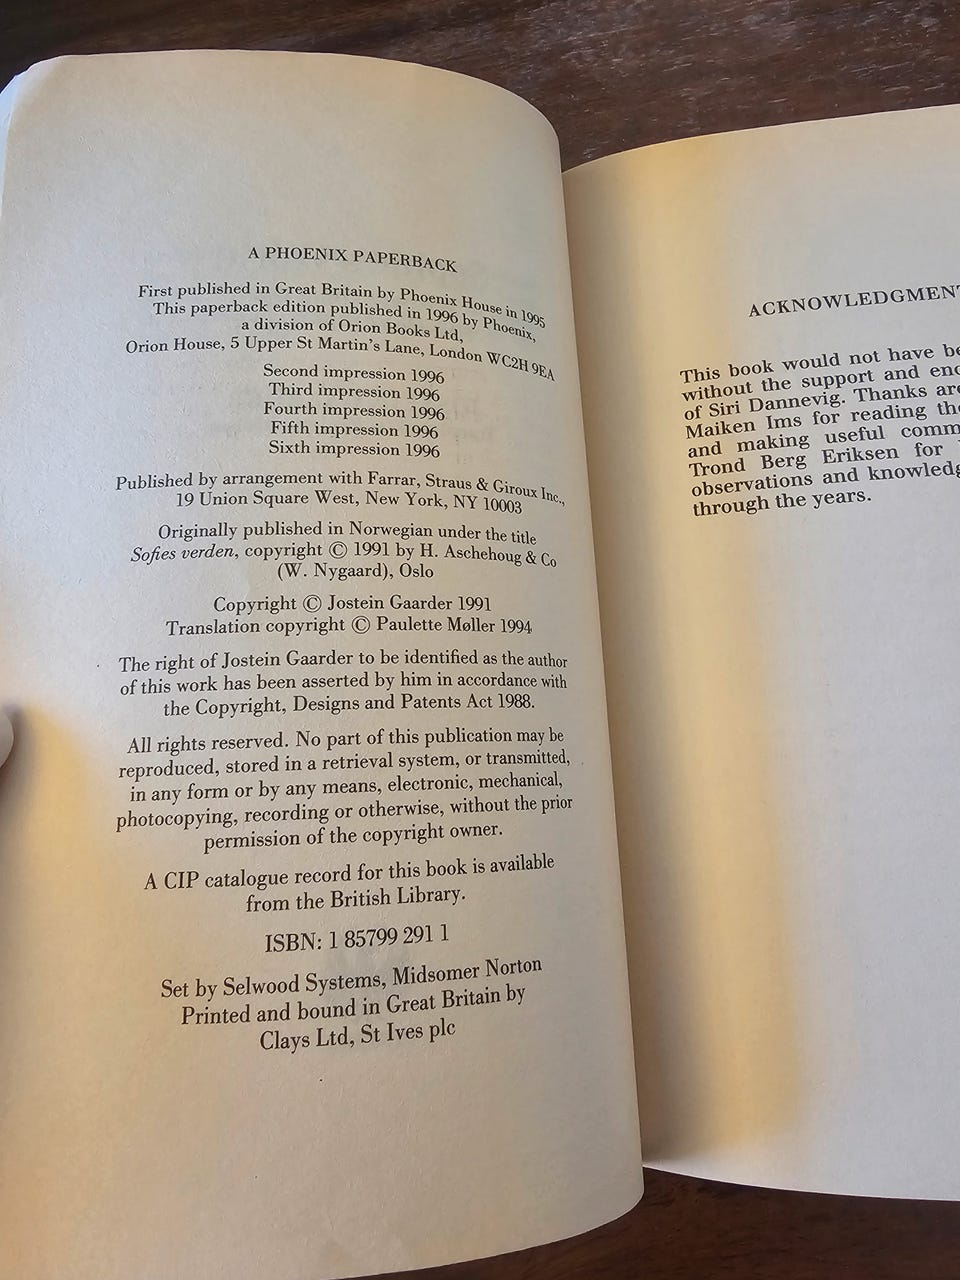 A PHOENIX PAPERBACK
First published in Great Britain by Phoenix House in 1995
This paperback edition published in 1996 by Phoenix,
a division of Orion Books Ltd,
Orion House, 5 Upper St Martin's Lane, London WC2H 9EA
Second impression 1996
Third impression 1996
Fourth impression 1996
Fifth impression 1996
Sixth impression 1996
Published by arrangement with Farrar, Straus & Giroux Inc.,
19 Union Square West, New York, NY 10003
Originally published in Norwegian under the title
Sofies verden, copyright © 1991 by H. Aschehoug & Co
(W. Nygaard), Oslo
Copyright © Jostein Gaarder 1991
Translation copyright © Paulette Møller 1994
The right of Jostein Gaarder to be identified as the author
of this work has been asserted by him in accordance with
the Copyright, Designs and Patents Act 1988.
All rights reserved. No part of this publication may be
reproduced, stored in a retrieval system, or transmitted,
in any form or by any means, electronic, mechanical,
photocopying, recording or otherwise, without the prior
permission of the copyright owner.
A CIP catalogue record for this book is available
from the British Library.
ISBN: 1 85799 291 1
Set by Selwood Systems, Midsomer Norton
Printed and bound in Great Britain by
Clays Ltd, St Ives plc
ACKNOWLEDGMENT
This book would not have be
without the support and enc
of Siri Dannevig. Thanks are
Maiken Ims for reading the
and making useful comm
Trond Berg Eriksen for
observations and knowledg
through the years.